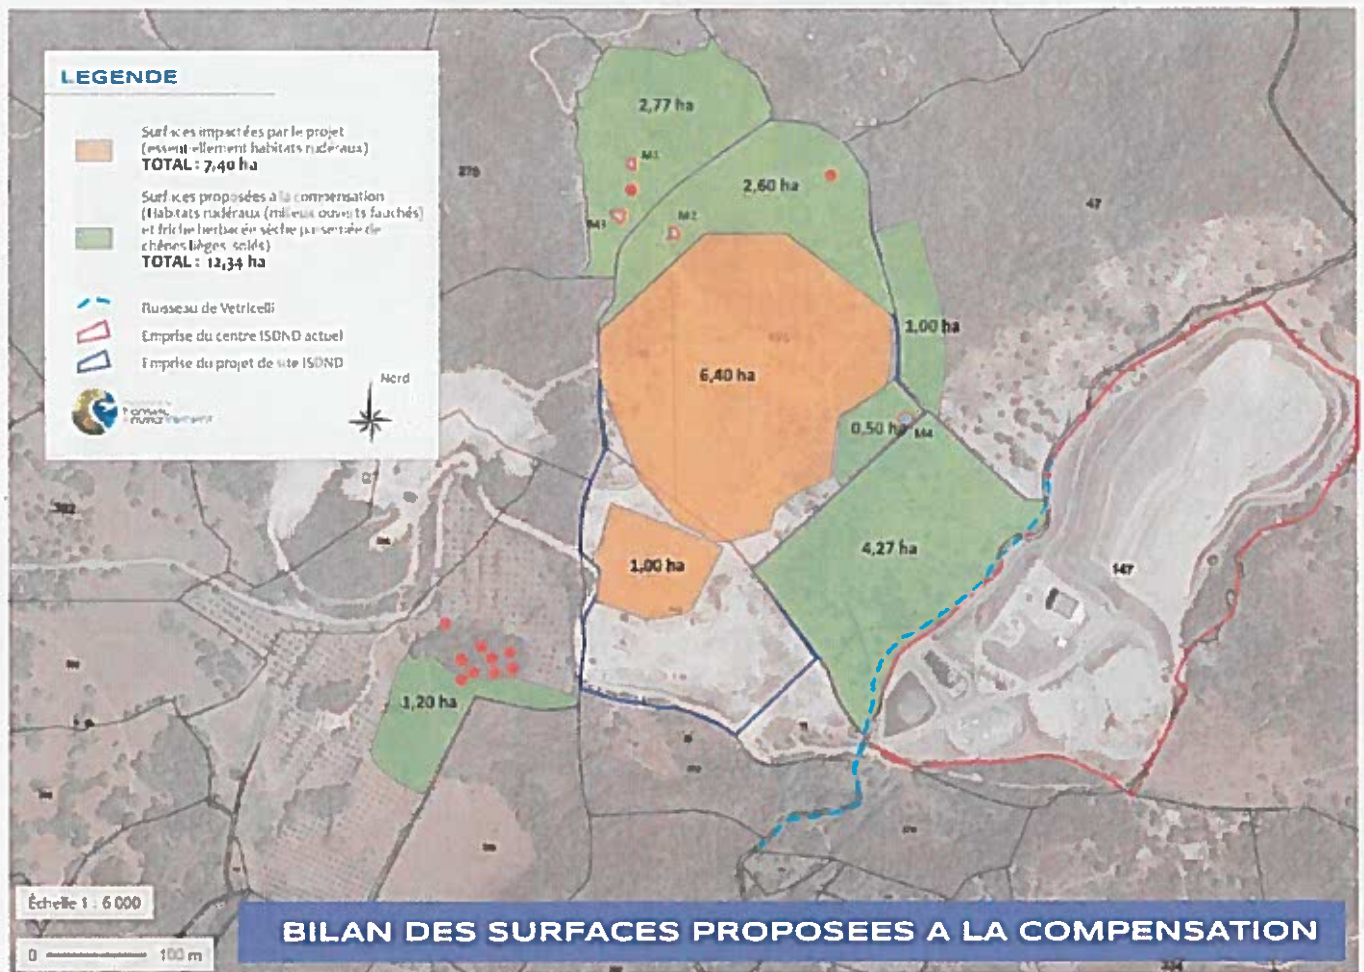 LEGENDE
Surfaces impactées par le projet
(essentiellement habitats rudéraux)
TOTAL : 7,40 ha
Surfaces proposées à la compensation
(Habitats rudéraux (milieux ouverts fauchés)
et friche herbacée sèche parsemée de
chênes lièges, solds)
TOTAL : 12,34 ha
Ruisseau de Vetricelli
Emprise du centre ISDND actuel
Emprise du projet de site ISDND
Nord
2,77 ha
M1
M3
2,60 ha
M2
47
1,00 ha
6,40 ha
0,50 ha
M4
4,27 ha
1,00 ha
147
1,20 ha
Échelle 1 : 6 000
0 100 m
BILAN DES SURFACES PROPOSEES A LA COMPENSATION